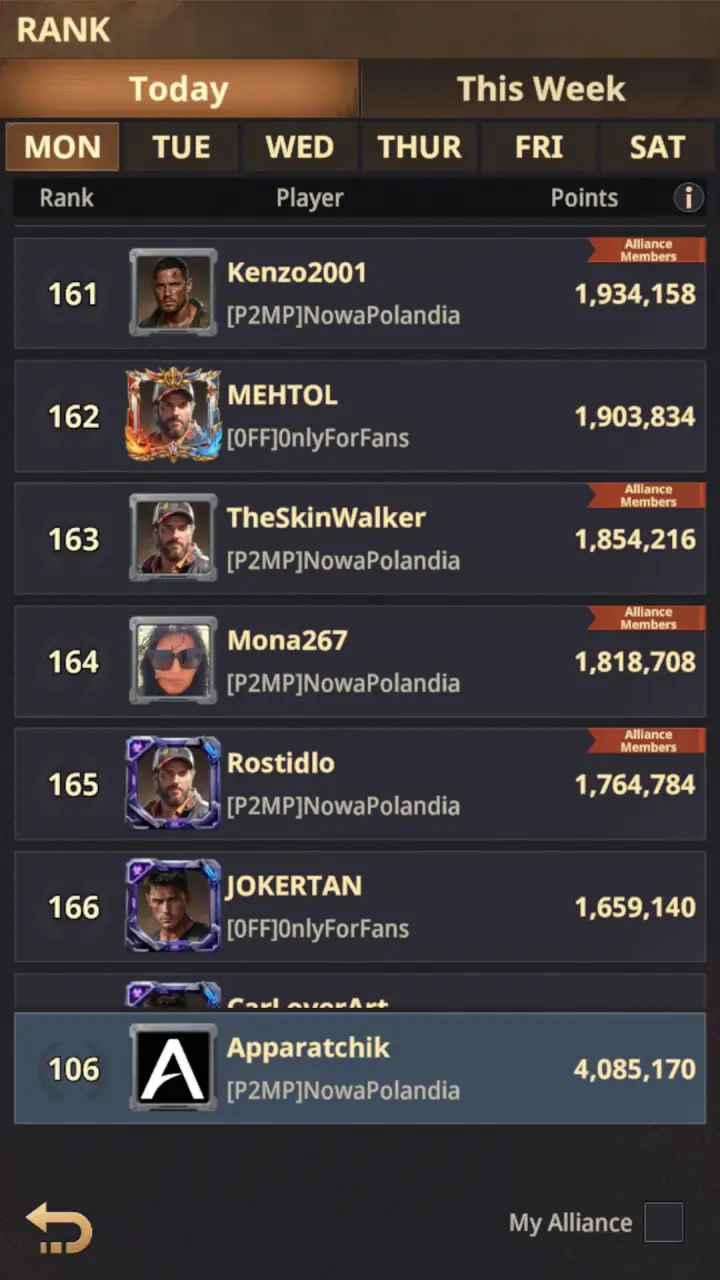 RANK
Today
This Week
MON TUE WED THUR FRI SAT
Rank Player Points i
Alliance
Members
161 Kenzo2001 1,934,158
[P2MP]NowaPolandia
162 MEHTOL 1,903,834
[0FF]0nlyForFans
Alliance
Members
163 TheSkinWalker 1,854,216
[P2MP]NowaPolandia
Alliance
Members
164 Mona267 1,818,708
[P2MP]NowaPolandia
Alliance
Members
165 Rostidlo 1,764,784
[P2MP]NowaPolandia
166 JOKERTAN 1,659,140
[0FF]0nlyForFans
CarLoverArt
106 Apparatchik 4,085,170
[P2MP]NowaPolandia
My Alliance